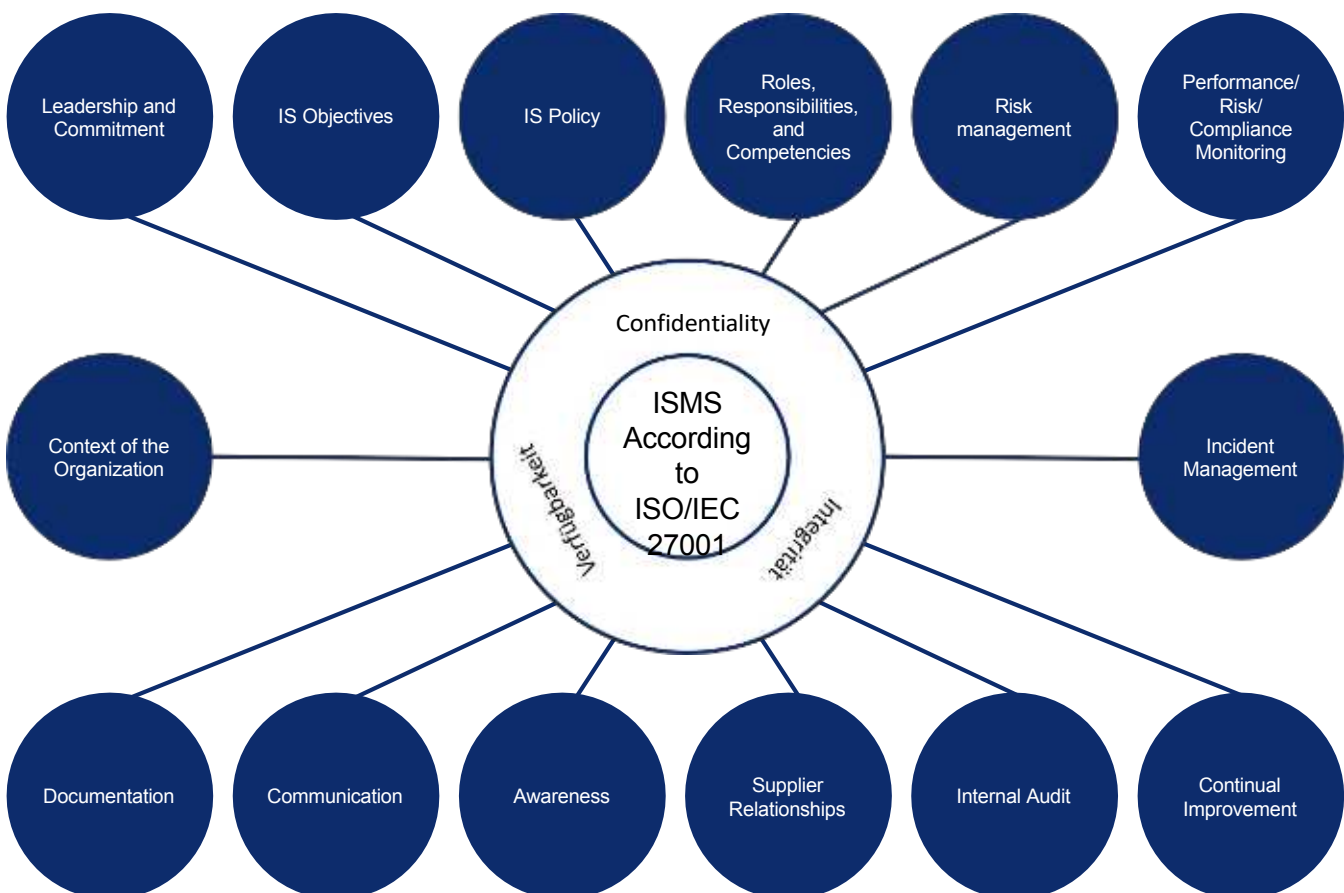 Leadership and
Commitment
IS Objectives
IS Policy
Roles,
Responsibilities,
and
Competencies
Risk
management
Performance/
Risk/
Compliance
Monitoring
Confidentiality
ISMS
According
to
ISO/IEC
27001
Verfügbarkeit
Integrität
Context of the
Organization
Incident
Management
Documentation
Communication
Awareness
Supplier
Relationships
Internal Audit
Continual
Improvement